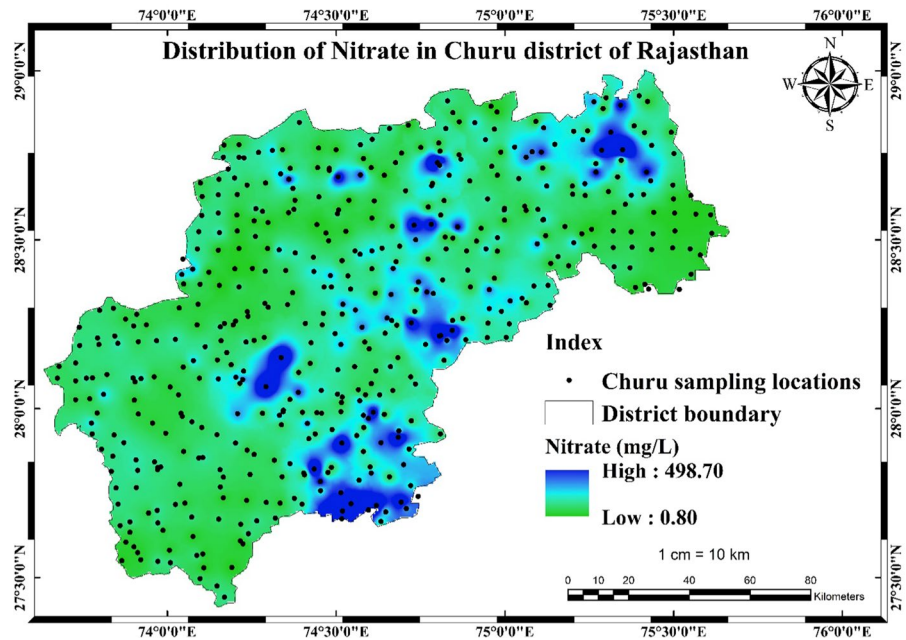 74°0'0"E 74°30'0"E 75°0'0"E 75°30'0"E 76°0'0"E
Distribution of Nitrate in Churu district of Rajasthan
N
W E
S
29°0'0"N 29°0'0"N
28°30'0"N 28°30'0"N
28°0'0"N 28°0'0"N
27°30'0"N 27°30'0"N
Index
Churu sampling locations
District boundary
Nitrate (mg/L)
High : 498.70
Low : 0.80
1 cm = 10 km
0 10 20 40 60 80
Kilometers
74°0'0"E 74°30'0"E 75°0'0"E 75°30'0"E 76°0'0"E